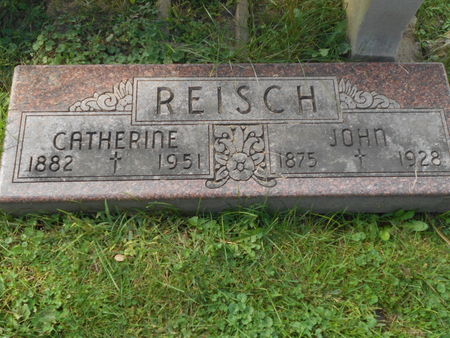 REISCH
CATHERINE JOHN
1882 † 1951 1875 † 1928